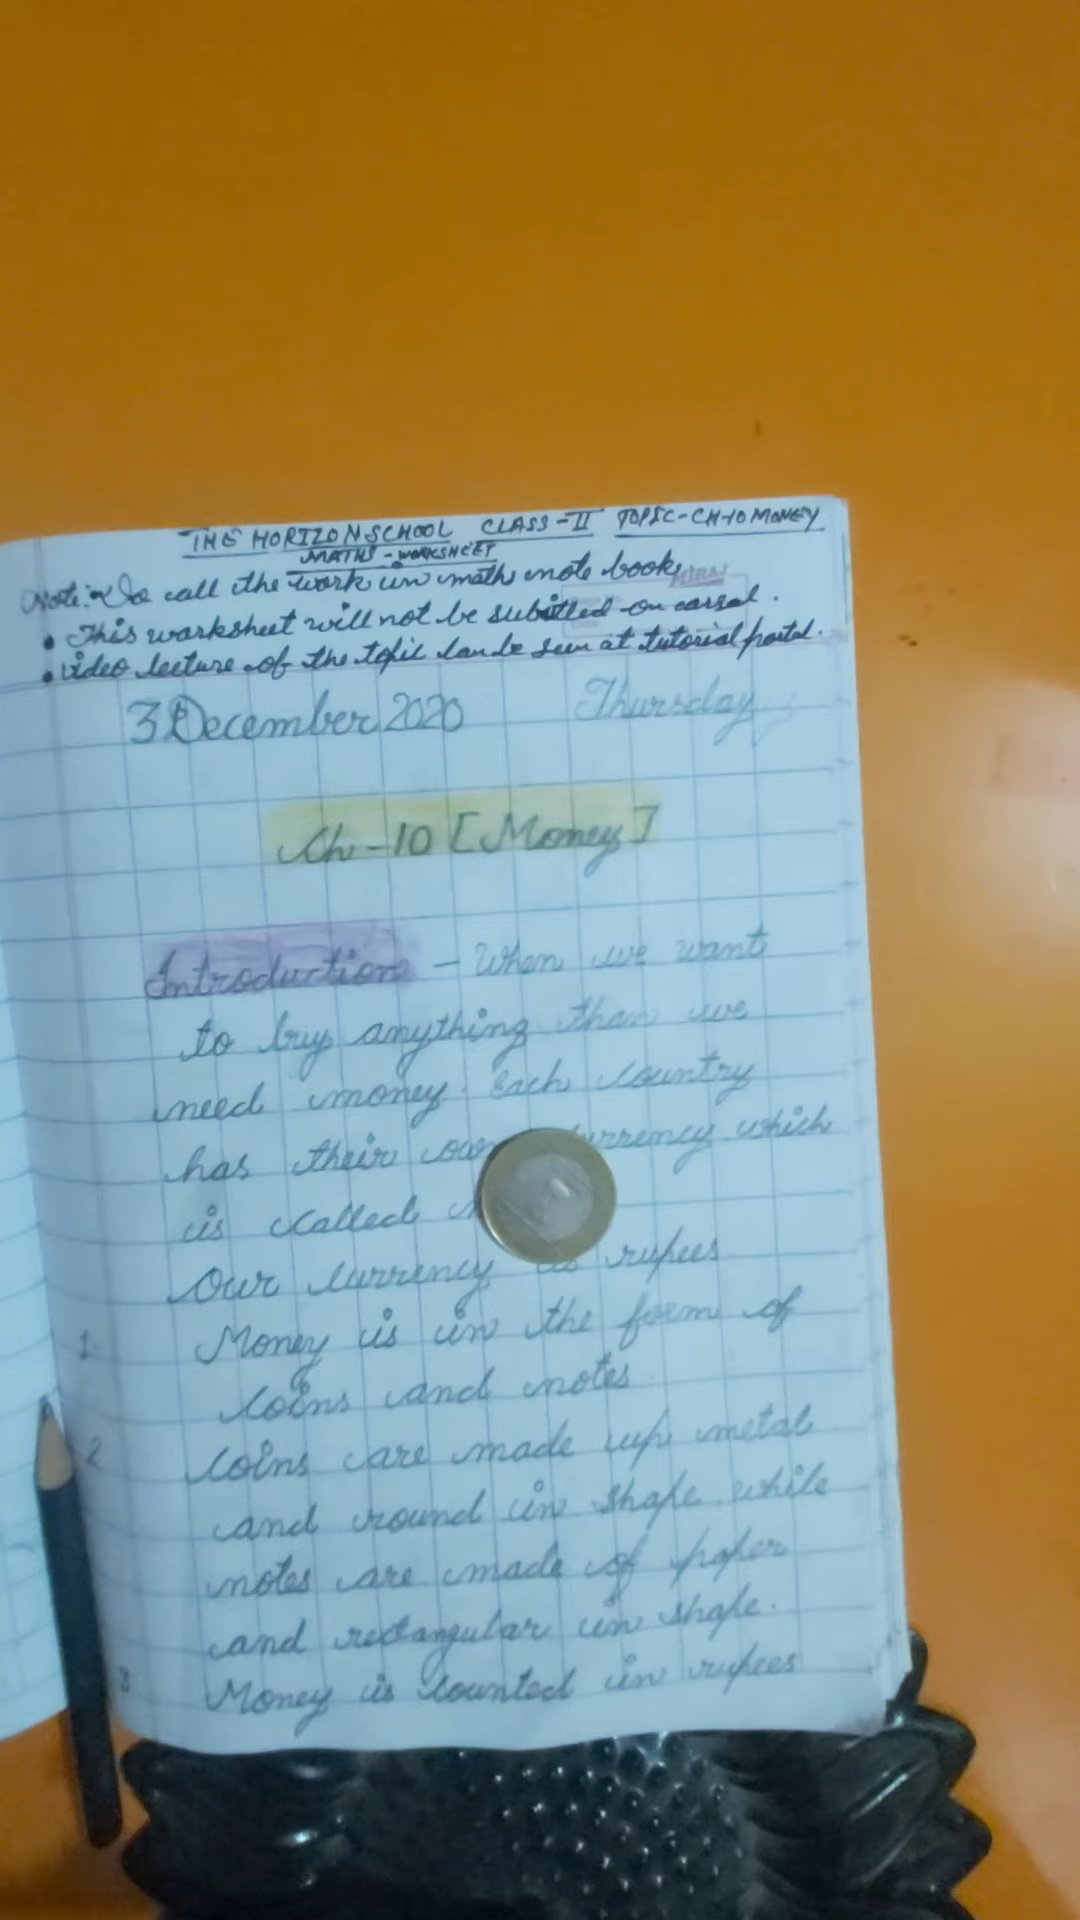 THE HORIZON SCHOOL CLASS-II TOPIC-CH-10 MONEY
MATHS-WORKSHEET
Note:- Do all the work in math note book
• This warksheet will not be submitted on
• video lecture of the topic can be seen at tutorial portal.
3 December 2020 Thursday
Ch-10 [Money]
Introduction - When we want
to buy anything than we
need money. Each country
has their own currency which
is called
our currency is rupees
1. Money is in the form of
coins and notes
2 Coins are made up metal
and round in shape while
notes are made of paper
and rectangular in shape.
3 Money is counted in rupees